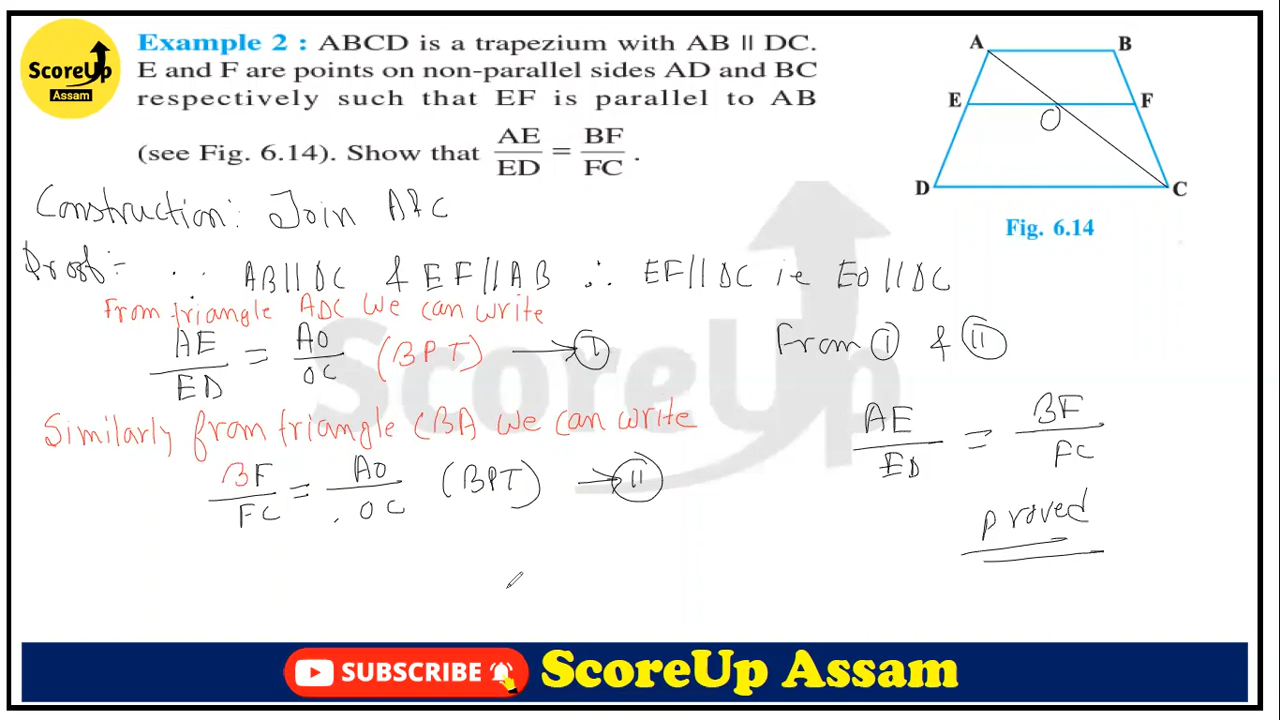 ScoreUp
Assam
Example 2 : ABCD is a trapezium with AB || DC.
E and F are points on non-parallel sides AD and BC
respectively such that EF is parallel to AB
(see Fig. 6.14). Show that AE/ED = BF/FC .
A B
E F
O
D C
Fig. 6.14
Construction: Join A & C
Proof:- ∵ AB || DC & EF || AB ∴ EF || DC ie EO || DC
From triangle ADC we can write
AE/ED = AO/OC (BPT) → (I)
Similarly from triangle CBA we can write
BF/FC = AO/OC (BPT) → (II)
From (I) & (II)
AE/ED = BF/FC
Proved
ScoreUp
SUBSCRIBE ScoreUp Assam